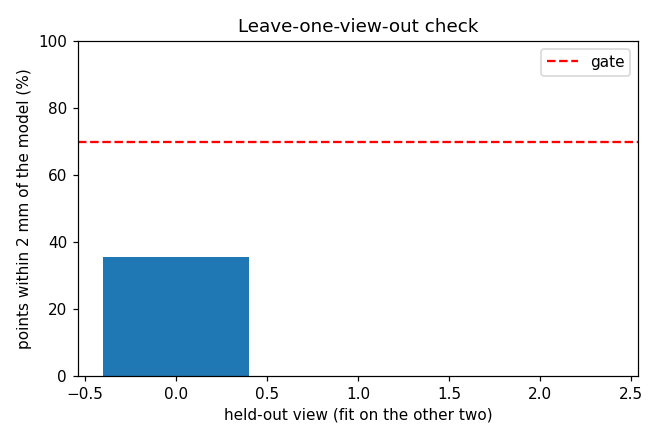 Leave-one-view-out check
100
80
60
40
20
0
points within 2 mm of the model (%)
gate
−0.5 0.0 0.5 1.0 1.5 2.0 2.5
held-out view (fit on the other two)